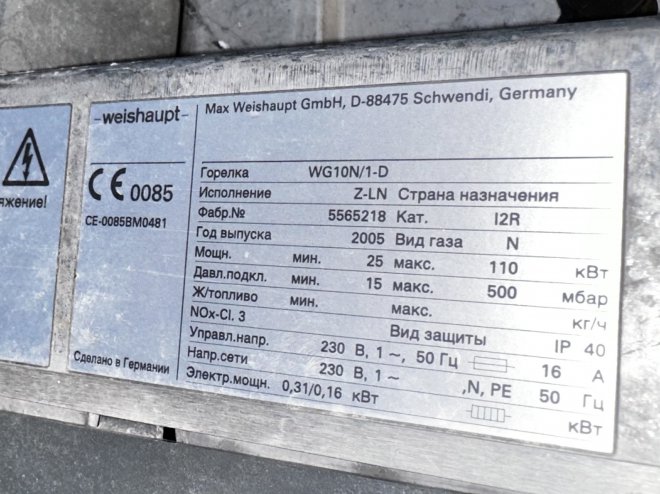 -weishaupt-
Max Weishaupt GmbH, D-88475 Schwendi, Germany
CE 0085
CE-0085BM0481
яжение!
Горелка WG10N/1-D
Исполнение Z-LN Страна назначения
Фабр.№ 5565218 Кат. I2R
Год выпуска 2005 Вид газа N
Мощн. мин. 25 макс. 110 кВт
Давл.подкл. мин. 15 макс. 500 мбар
Ж/топливо мин. макс. кг/ч
NOx-Cl. 3 Вид защиты IP 40
Управл.напр. 230 В, 1 ~, 50 Гц 16 А
Напр.сети 230 В, 1 ~ ,N, PE 50 Гц
Электр.мощн. 0,31/0,16 кВт А
Сделано в Германии